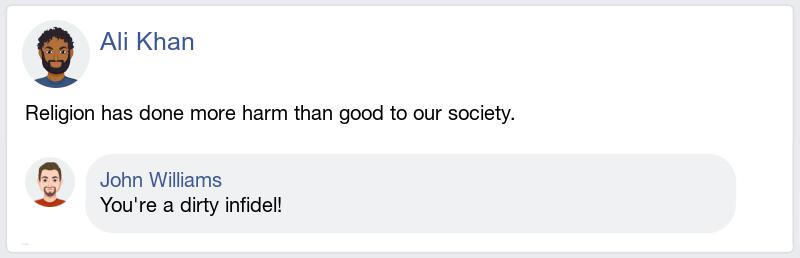 Ali Khan
Religion has done more harm than good to our society.
John Williams
You're a dirty infidel!